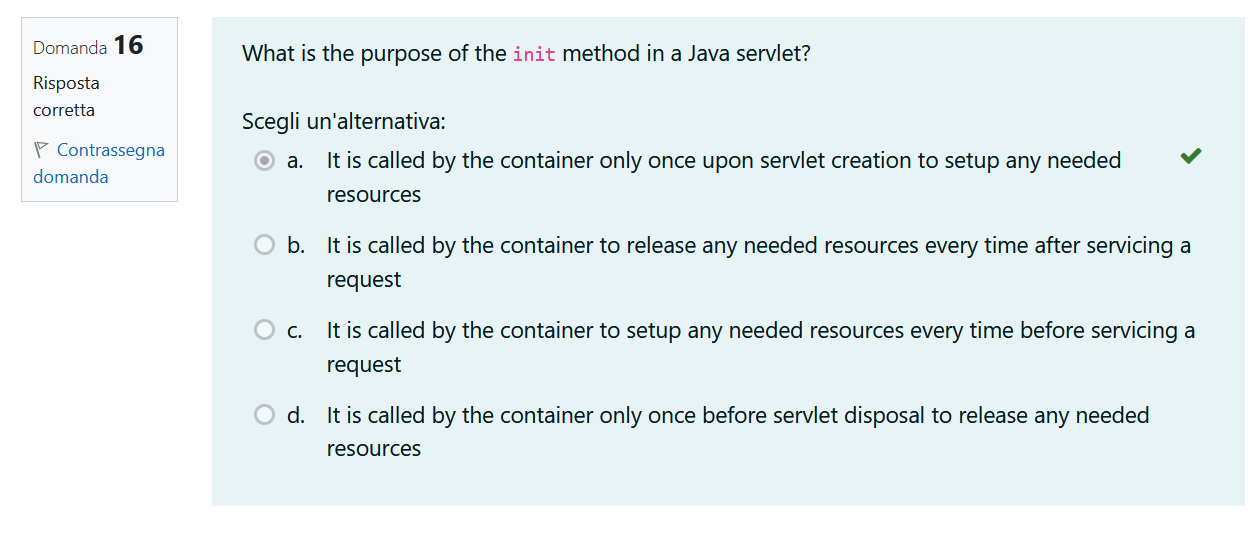 Domanda 16
Risposta
corretta
Contrassegna
domanda
What is the purpose of the init method in a Java servlet?
Scegli un'alternativa:
a. It is called by the container only once upon servlet creation to setup any needed
resources
b. It is called by the container to release any needed resources every time after servicing a
request
c. It is called by the container to setup any needed resources every time before servicing a
request
d. It is called by the container only once before servlet disposal to release any needed
resources